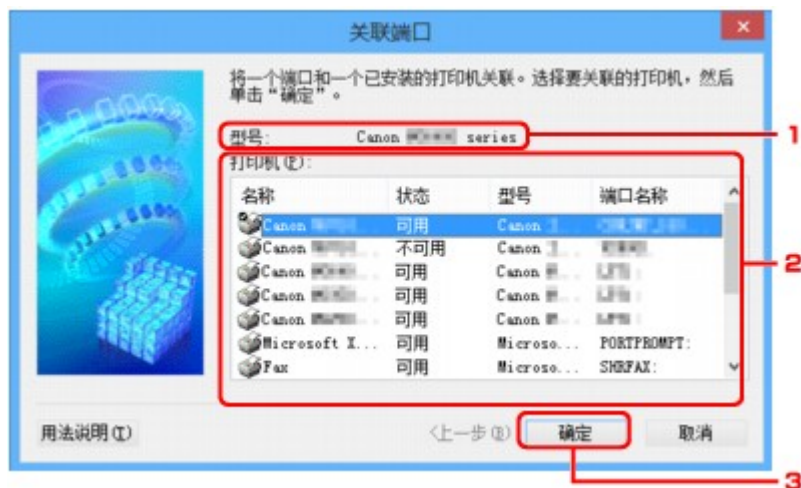 关联端口
将一个端口和一个已安装的打印机关联。选择要关联的打印机，然后
单击“确定”。
型号: Canon series
1
打印机(P):
名称 状态 型号 端口名称
Canon ... 可用 Canon ...
Canon ... 不可用 Canon ...
Canon ... 可用 Canon ...
Canon ... 可用 Canon ...
Canon ... 可用 Canon ...
Microsoft X... 可用 Microso... PORTPROMPT:
Fax 可用 Microso... SHRFAX:
2
用法说明(I) <上一步(B) 确定 取消
3